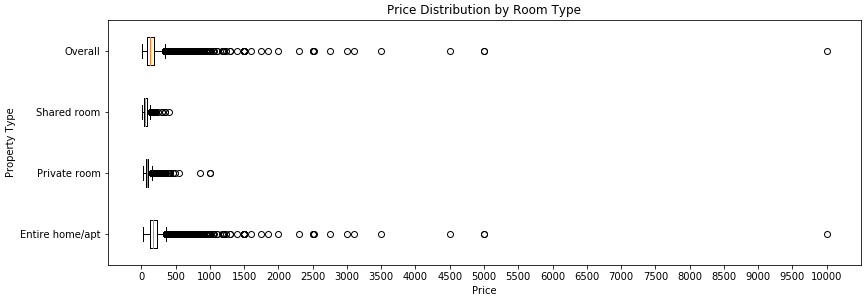 Price Distribution by Room Type
Property Type
Overall
Shared room
Private room
Entire home/apt
0 500 1000 1500 2000 2500 3000 3500 4000 4500 5000 5500 6000 6500 7000 7500 8000 8500 9000 9500 10000
Price